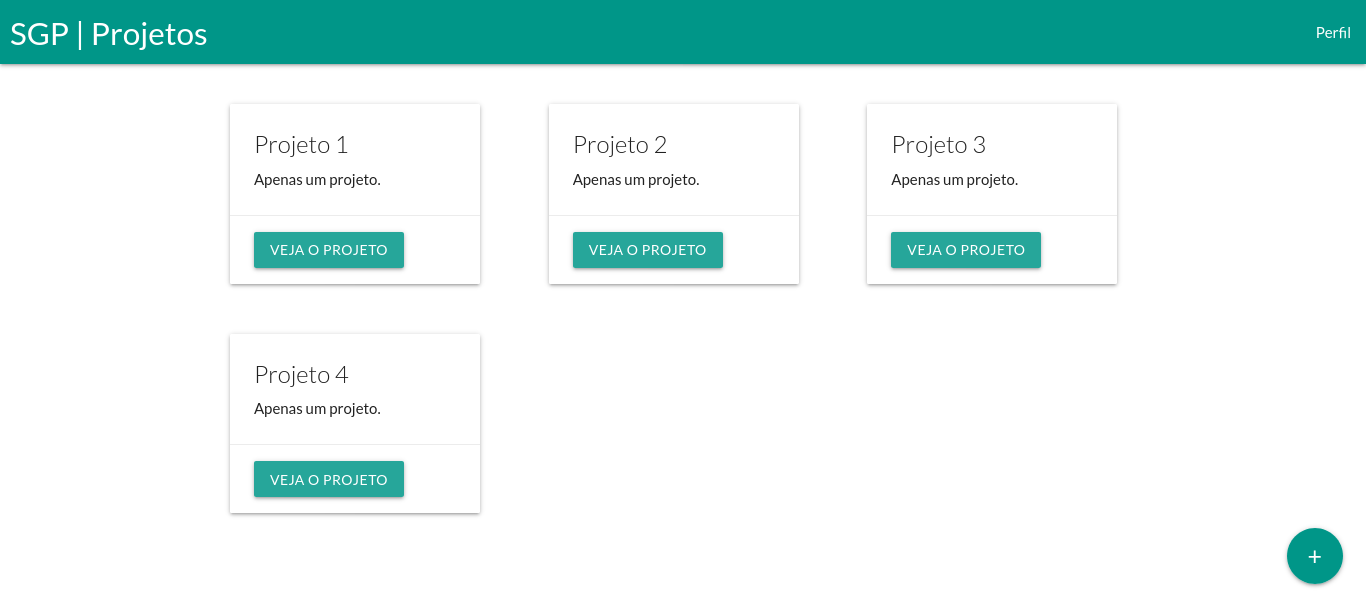 SGP | Projetos
Perfil
Projeto 1
Apenas um projeto.
VEJA O PROJETO
Projeto 2
Apenas um projeto.
VEJA O PROJETO
Projeto 3
Apenas um projeto.
VEJA O PROJETO
Projeto 4
Apenas um projeto.
VEJA O PROJETO
+